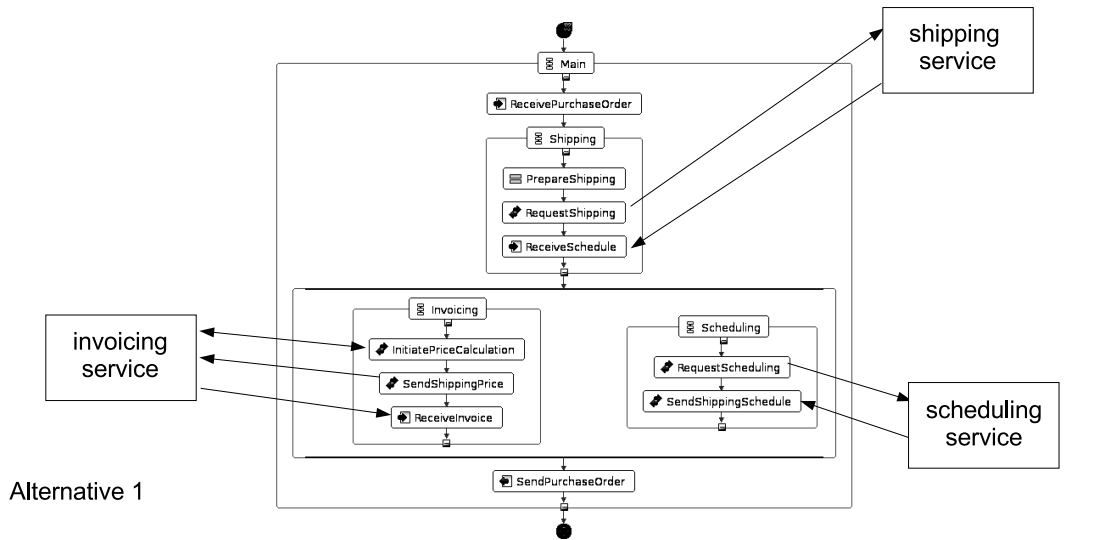 shipping
service
Main
ReceivePurchaseOrder
Shipping
PrepareShipping
RequestShipping
ReceiveSchedule
Invoicing
InitiatePriceCalculation
SendShippingPrice
ReceiveInvoice
invoicing
service
Scheduling
RequestScheduling
SendShippingSchedule
scheduling
service
SendPurchaseOrder
Alternative 1